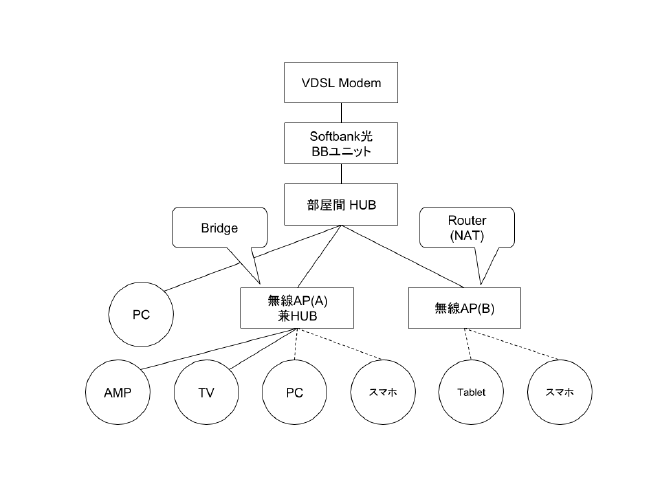 VDSL Modem
Softbank光
BBユニット
部屋間 HUB
Bridge
Router
(NAT)
PC
無線AP(A)
兼HUB
無線AP(B)
AMP
TV
PC
スマホ
Tablet
スマホ